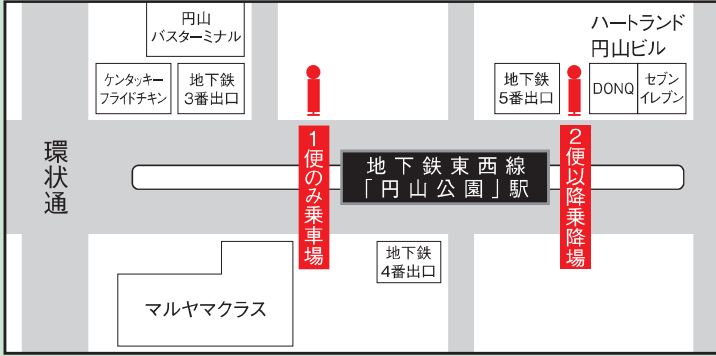 円山
バスターミナル
ハートランド
円山ビル
ケンタッキー
フライドチキン
地下鉄
3番出口
地下鉄
5番出口
DONQ
セブン
イレブン
環状通
1便のみ乗車場
地下鉄東西線
「円山公園」駅
2便以降乗降場
地下鉄
4番出口
マルヤマクラス